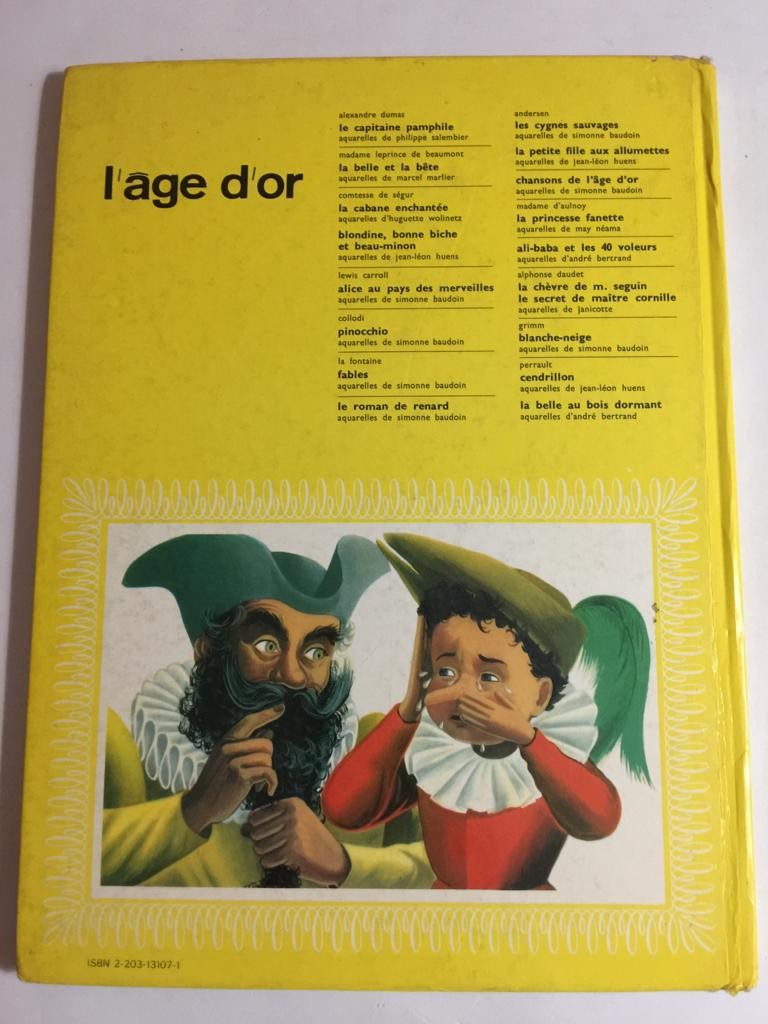 l'âge d'or
alexandre dumas
le capitaine pamphile
aquarelles de philippe salembier
madame leprince de beaumont
la belle et la bête
aquarelles de marcel marlier
comtesse de ségur
la cabane enchantée
aquarelles d'huguette wolinetz
blondine, bonne biche
et beau-minon
aquarelles de jean-léon huens
lewis carroll
alice au pays des merveilles
aquarelles de simonne baudoin
collodi
pinocchio
aquarelles de simonne baudoin
la fontaine
fables
aquarelles de simonne baudoin
le roman de renard
aquarelles de simonne baudoin
andersen
les cygnes sauvages
aquarelles de simonne baudoin
la petite fille aux allumettes
aquarelles de jean-léon huens
chansons de l'âge d'or
aquarelles de simonne baudoin
madame d'aulnoy
la princesse fanette
aquarelles de may néama
ali-baba et les 40 voleurs
aquarelles d'andré bertrand
alphonse daudet
la chèvre de m. seguin
le secret de maître cornille
aquarelles de janicotte
grimm
blanche-neige
aquarelles de simonne baudoin
perrault
cendrillon
aquarelles de jean-léon huens
la belle au bois dormant
aquarelles d'andré bertrand
ISBN 2-203-13107-1